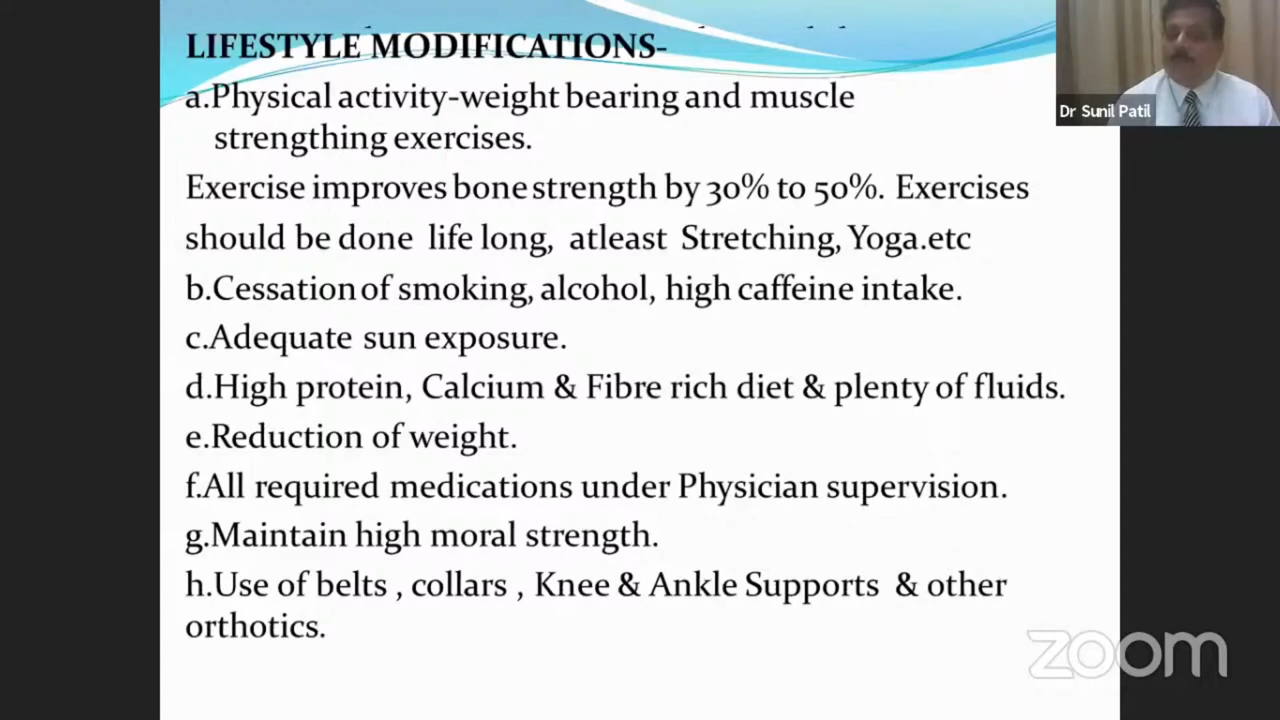 LIFESTYLE MODIFICATIONS-
a.Physical activity-weight bearing and muscle
strengthing exercises.
Exercise improves bone strength by 30% to 50%. Exercises
should be done life long, atleast Stretching, Yoga.etc
b.Cessation of smoking, alcohol, high caffeine intake.
c.Adequate sun exposure.
d.High protein, Calcium & Fibre rich diet & plenty of fluids.
e.Reduction of weight.
f.All required medications under Physician supervision.
g.Maintain high moral strength.
h.Use of belts , collars , Knee & Ankle Supports & other
orthotics.
Dr Sunil Patil
zoom